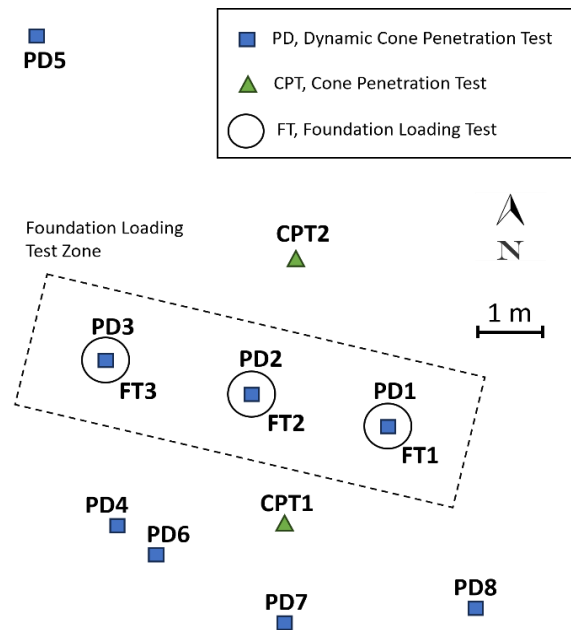 PD5
PD, Dynamic Cone Penetration Test
CPT, Cone Penetration Test
FT, Foundation Loading Test
Foundation Loading
Test Zone
CPT2
N
1 m
PD3
FT3
PD2
FT2
PD1
FT1
PD4
PD6
CPT1
PD7
PD8